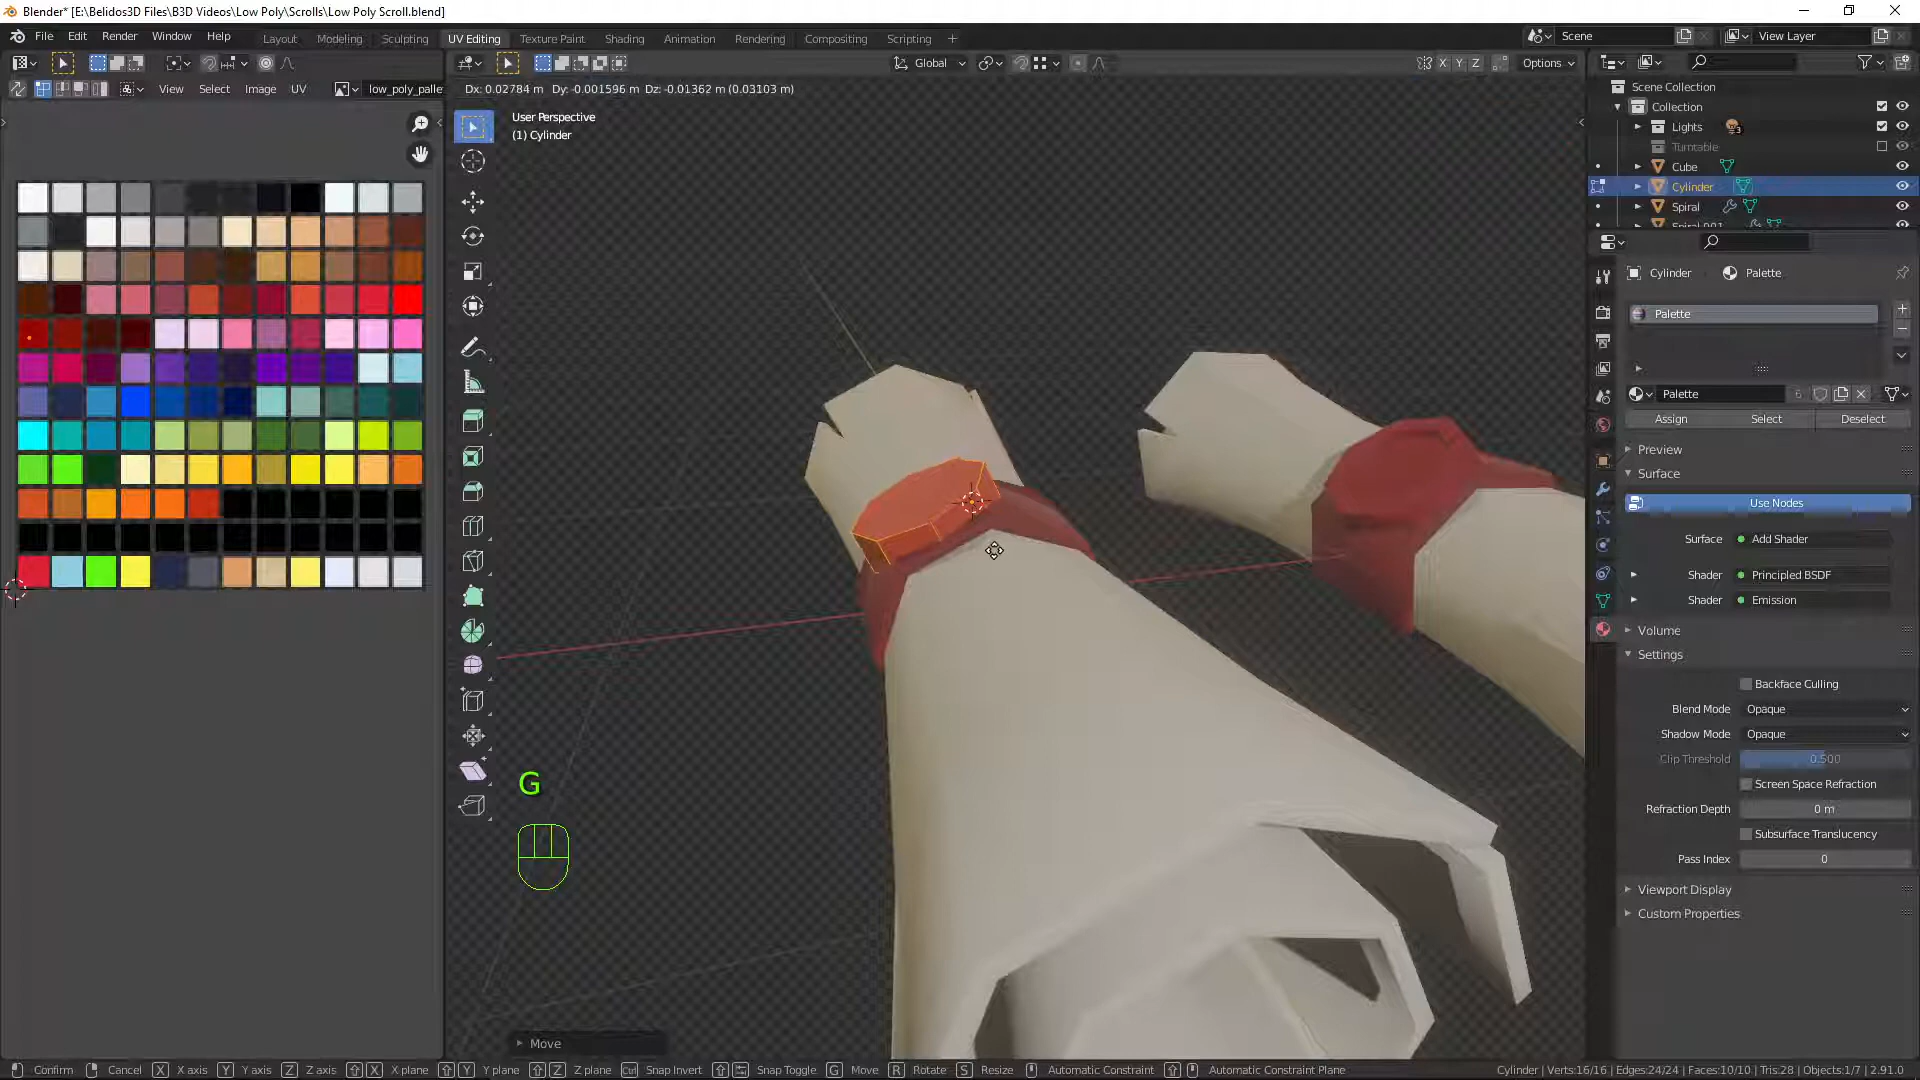 Blender* [E:\Belidos3D Files\B3D Videos\Low Poly\Scrolls\Low Poly Scroll.blend]
File Edit Render Window Help Layout Modeling Sculpting UV Editing Texture Paint Shading Animation Rendering Compositing Scripting Scene View Layer
Global X Y Z Options
View Select Image UV low_poly_palle
Dx: 0.02784 m Dy: -0.001596 m Dz: -0.01362 m (0.03103 m)
User Perspective
(1) Cylinder
Scene Collection
Collection
Lights 3
Turntable
Cube
Cylinder
Spiral
Spiral.001
Cylinder Palette
Palette
Palette 6
Assign Select Deselect
Preview
Surface
Use Nodes
Surface Add Shader
Shader Principled BSDF
Shader Emission
Volume
Settings
Backface Culling
Blend Mode Opaque
Shadow Mode Opaque
Clip Threshold 0.500
Screen Space Refraction
Refraction Depth 0 m
Subsurface Translucency
Pass Index 0
Viewport Display
Custom Properties
G
Move
Confirm Cancel X X axis Y Y axis Z Z axis X X plane Y Y plane Z Z plane Ctrl Snap Invert Snap Toggle G Move R Rotate S Resize Automatic Constraint Automatic Constraint Plane Cylinder | Verts:16/16 | Edges:24/24 | Faces:10/10 | Tris:28 | Objects:1/7 | 2.91.0